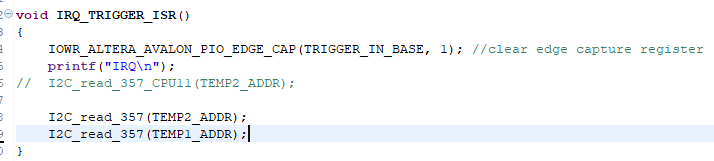 void IRQ_TRIGGER_ISR()
{
    IOWR_ALTERA_AVALON_PIO_EDGE_CAP(TRIGGER_IN_BASE, 1); //clear edge capture register
    printf("IRQ\n");
//  I2C_read_357_CPU11(TEMP2_ADDR);

    I2C_read_357(TEMP2_ADDR);
    I2C_read_357(TEMP1_ADDR);
}